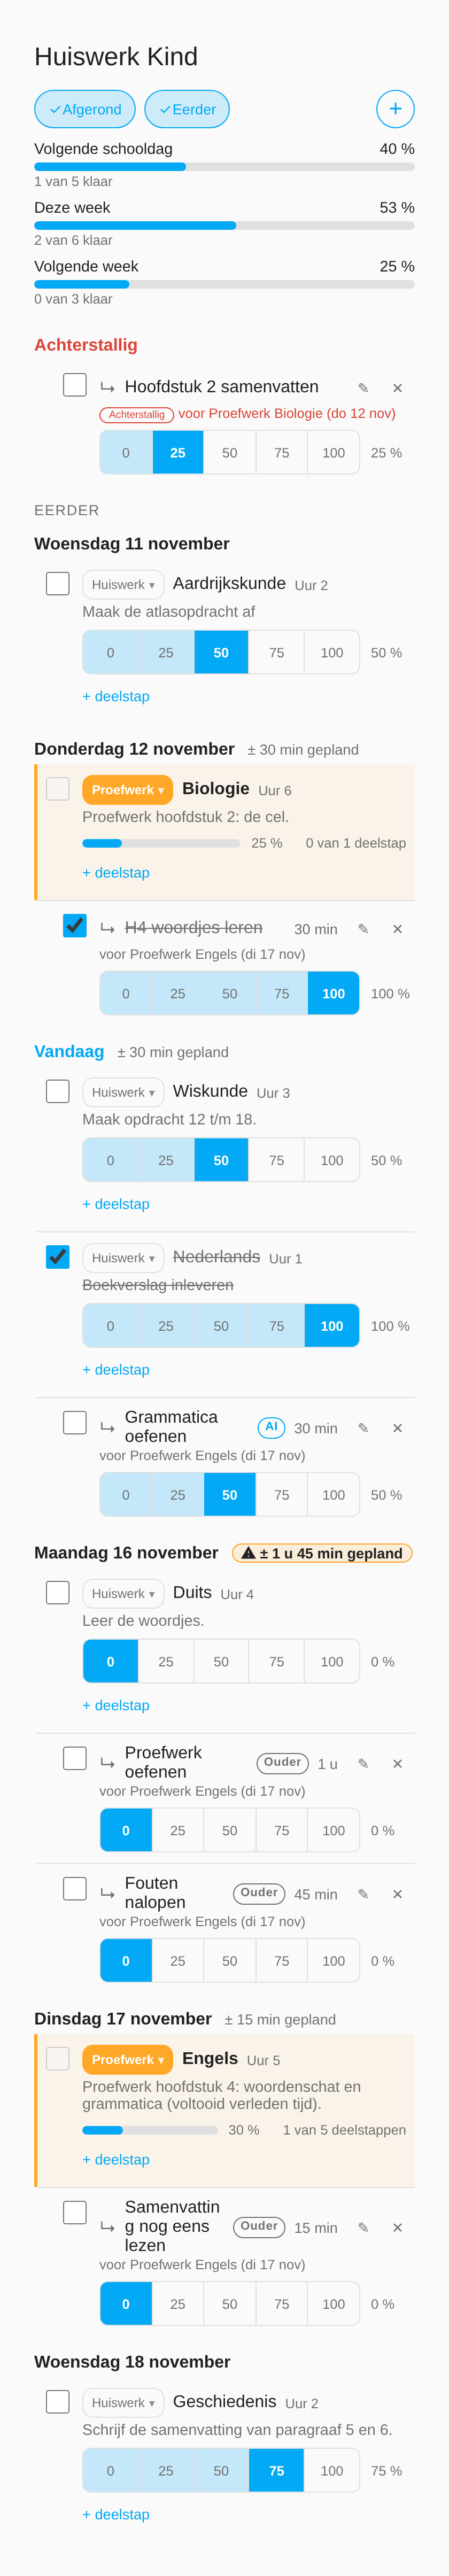 Huiswerk Kind
✓Afgerond ✓Eerder +
Volgende schooldag 40 %
1 van 5 klaar
Deze week 53 %
2 van 6 klaar
Volgende week 25 %
0 van 3 klaar
Achterstallig
Hoofdstuk 2 samenvatten ✎ ✕
Achterstallig voor Proefwerk Biologie (do 12 nov)
0 25 50 75 100 25 %
EERDER
Woensdag 11 november
Huiswerk ▾ Aardrijkskunde Uur 2
Maak de atlasopdracht af
0 25 50 75 100 50 %
+ deelstap
Donderdag 12 november ± 30 min gepland
Proefwerk ▾ Biologie Uur 6
Proefwerk hoofdstuk 2: de cel.
25 % 0 van 1 deelstap
+ deelstap
H4 woordjes leren 30 min ✎ ✕
voor Proefwerk Engels (di 17 nov)
0 25 50 75 100 100 %
Vandaag ± 30 min gepland
Huiswerk ▾ Wiskunde Uur 3
Maak opdracht 12 t/m 18.
0 25 50 75 100 50 %
+ deelstap
Huiswerk ▾ Nederlands Uur 1
Boekverslag inleveren
0 25 50 75 100 100 %
+ deelstap
Grammatica
oefenen AI 30 min ✎ ✕
voor Proefwerk Engels (di 17 nov)
0 25 50 75 100 50 %
Maandag 16 november ⚠ ± 1 u 45 min gepland
Huiswerk ▾ Duits Uur 4
Leer de woordjes.
0 25 50 75 100 0 %
+ deelstap
Proefwerk
oefenen Ouder 1 u ✎ ✕
voor Proefwerk Engels (di 17 nov)
0 25 50 75 100 0 %
Fouten
nalopen Ouder 45 min ✎ ✕
voor Proefwerk Engels (di 17 nov)
0 25 50 75 100 0 %
Dinsdag 17 november ± 15 min gepland
Proefwerk ▾ Engels Uur 5
Proefwerk hoofdstuk 4: woordenschat en
grammatica (voltooid verleden tijd).
30 % 1 van 5 deelstappen
+ deelstap
Samenvattin
g nog eens Ouder 15 min ✎ ✕
lezen
voor Proefwerk Engels (di 17 nov)
0 25 50 75 100 0 %
Woensdag 18 november
Huiswerk ▾ Geschiedenis Uur 2
Schrijf de samenvatting van paragraaf 5 en 6.
0 25 50 75 100 75 %
+ deelstap